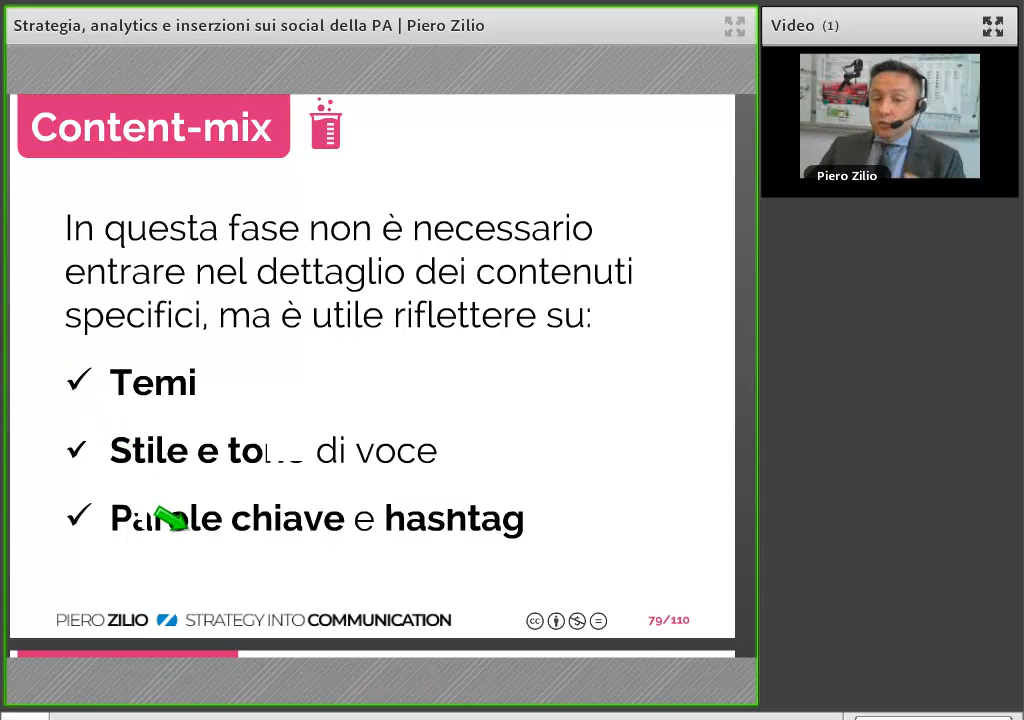 Strategia, analytics e inserzioni sui social della PA | Piero Zilio
Video (1)
Piero Zilio
Content-mix
In questa fase non è necessario
entrare nel dettaglio dei contenuti
specifici, ma è utile riflettere su:
✓ Temi
✓ Stile e di voce
✓ chiave e hashtag
PIERO ZILIO STRATEGY INTO COMMUNICATION
79/110